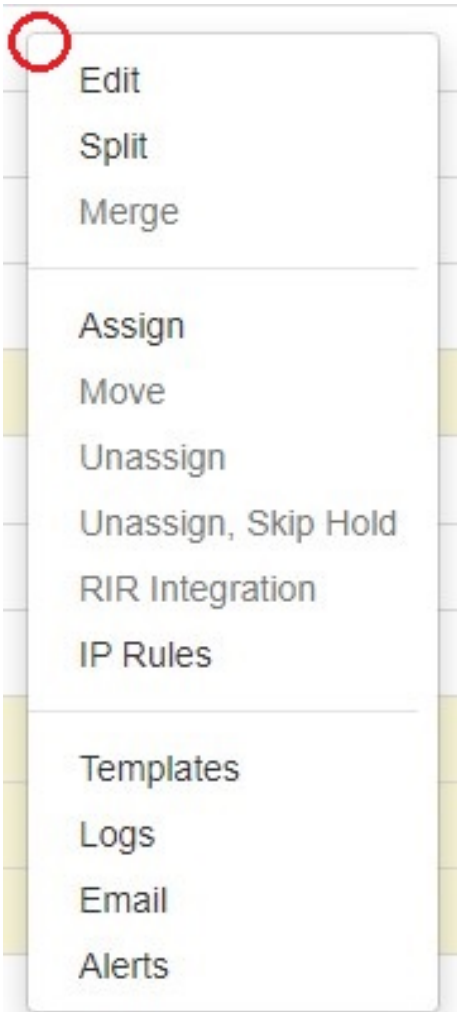 Edit
Split
Merge
Assign
Move
Unassign
Unassign, Skip Hold
RIR Integration
IP Rules
Templates
Logs
Email
Alerts